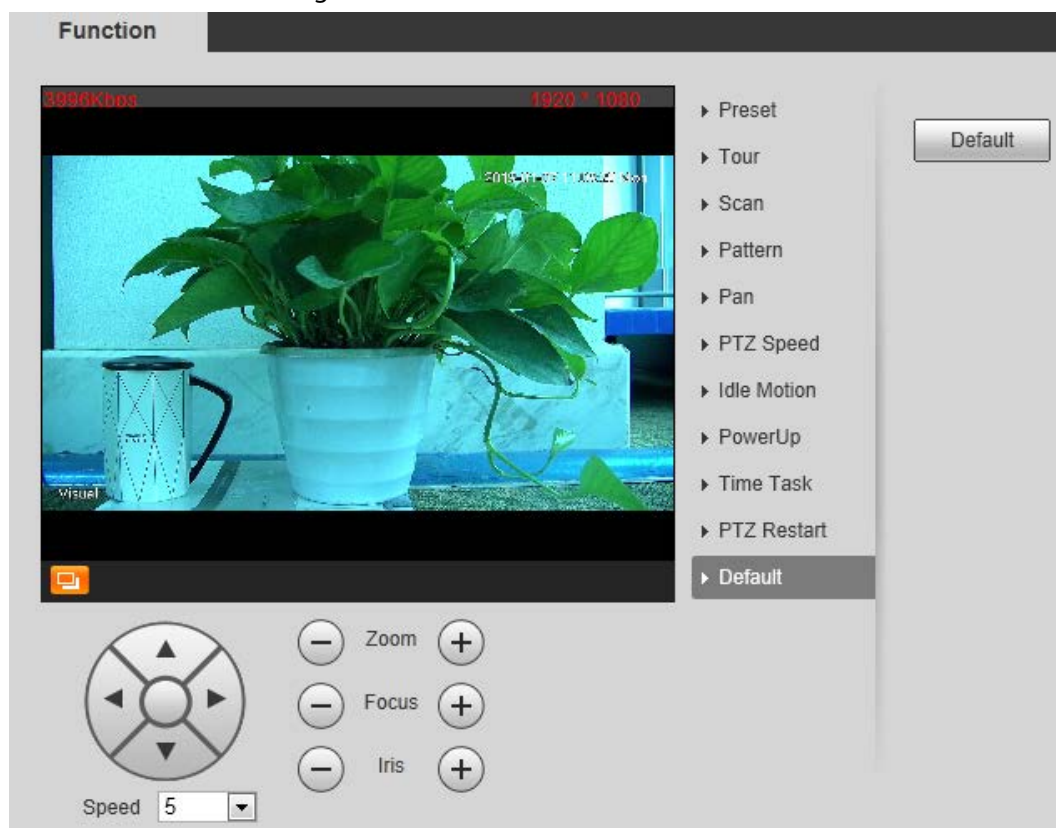 Function
3996Kbps
1920 * 1080
Visuel
Preset
Tour
Scan
Pattern
Pan
PTZ Speed
Idle Motion
PowerUp
Time Task
PTZ Restart
Default
Default
Zoom
Focus
Iris
Speed 5